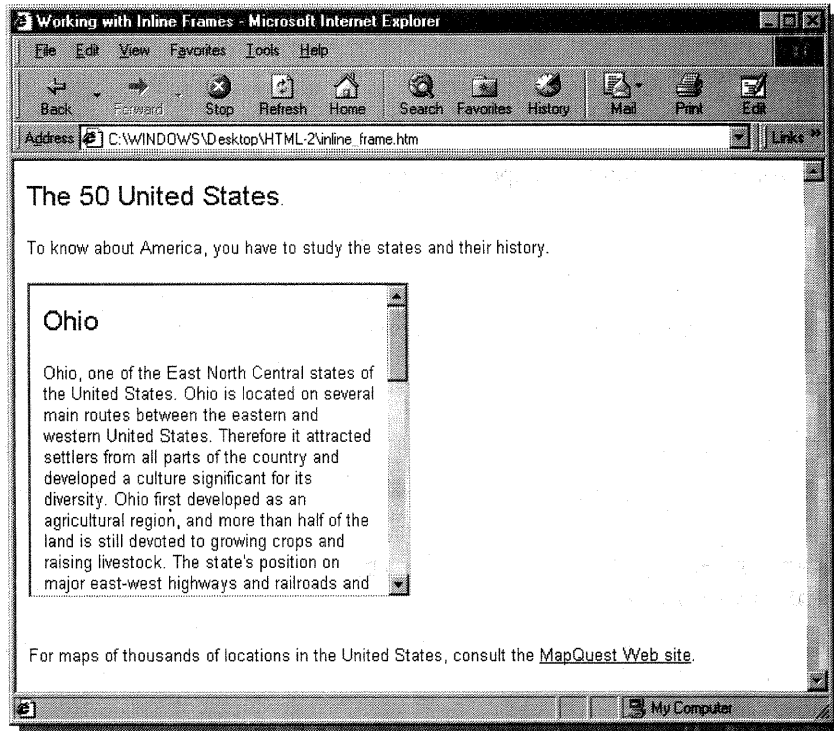 Working with Inline Frames - Microsoft Internet Explorer
File Edit View Favorites Tools Help
Back Forward Stop Refresh Home Search Favorites History Mail Print Edit
Address C:\WINDOWS\Desktop\HTML-2\inline_frame.htm Links »
The 50 United States.
To know about America, you have to study the states and their history.
Ohio
Ohio, one of the East North Central states of
the United States. Ohio is located on several
main routes between the eastern and
western United States. Therefore it attracted
settlers from all parts of the country and
developed a culture significant for its
diversity. Ohio first developed as an
agricultural region, and more than half of the
land is still devoted to growing crops and
raising livestock. The state's position on
major east-west highways and railroads and
For maps of thousands of locations in the United States, consult the MapQuest Web site.
My Computer